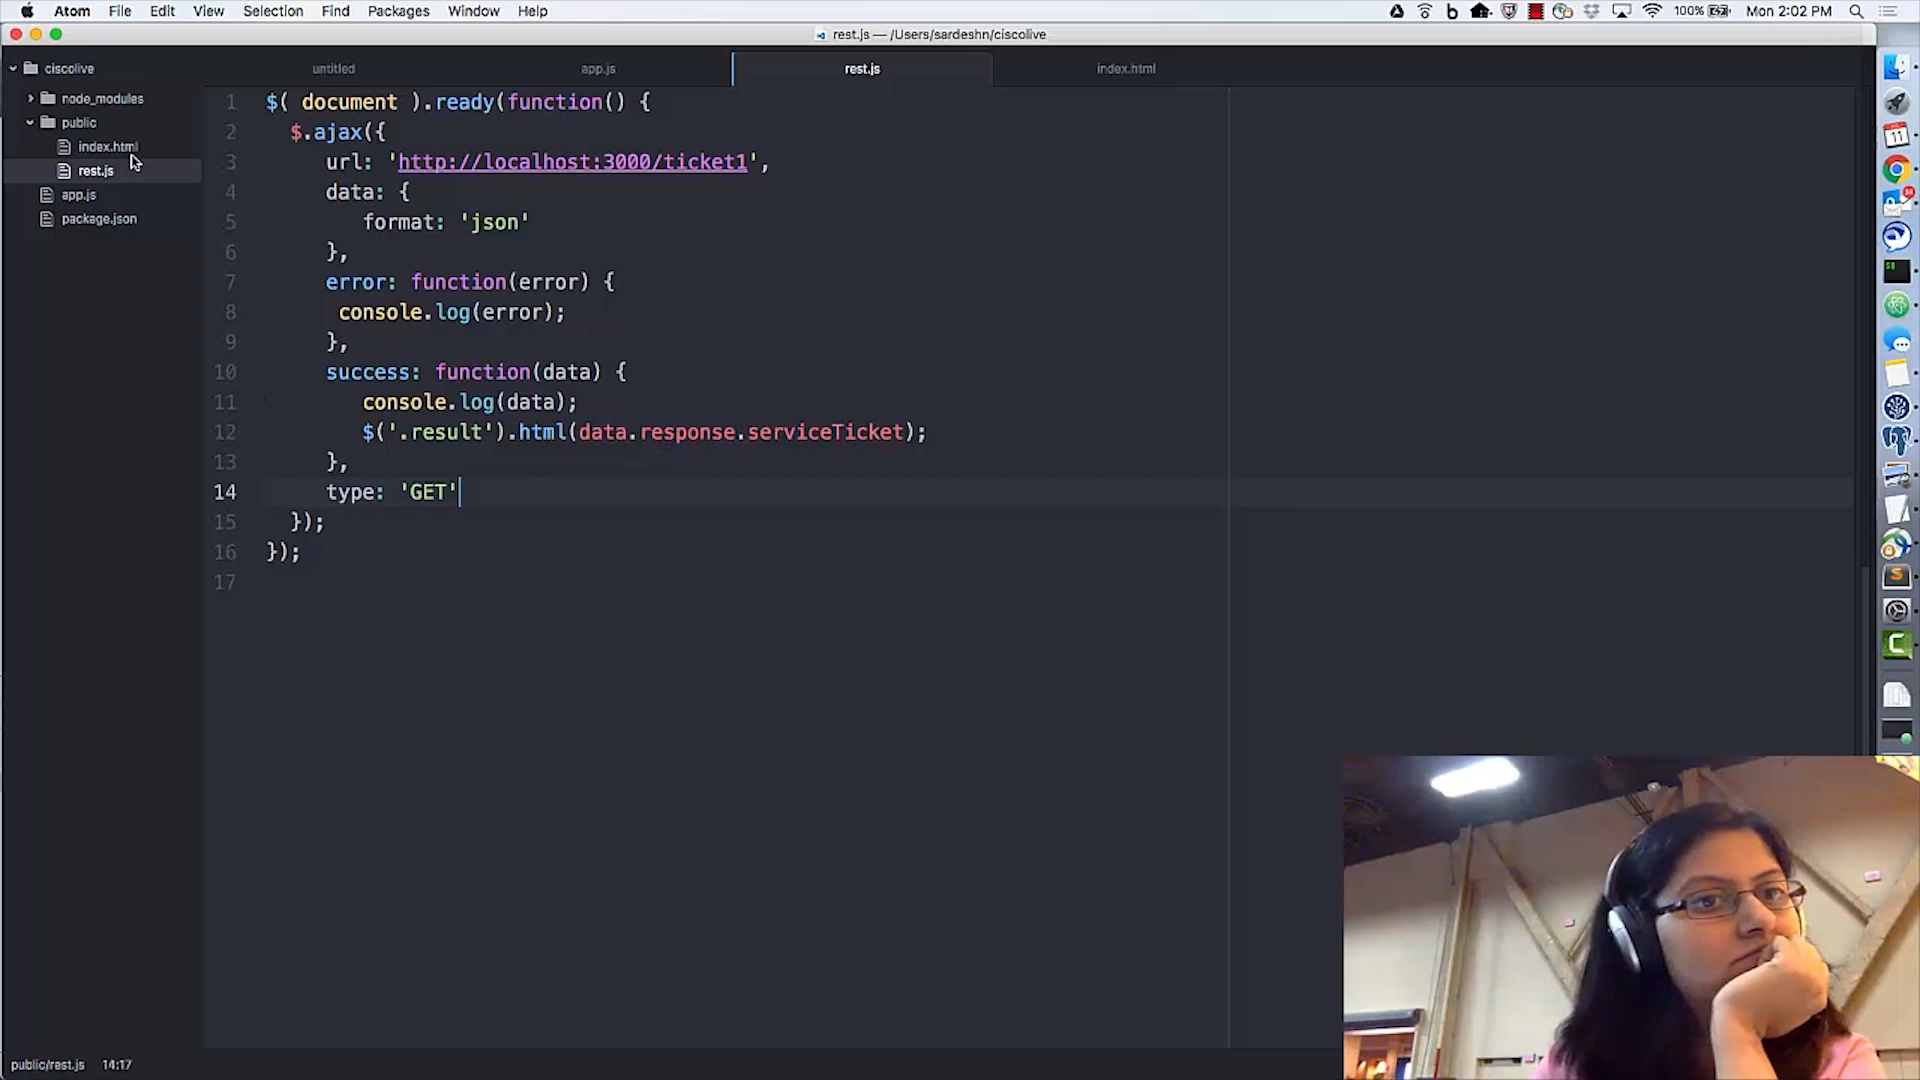 Atom File Edit View Selection Find Packages Window Help 100% Mon 2:02 PM
rest.js — /Users/sardeshn/ciscolive
ciscolive
node_modules
public
index.html
rest.js
app.js
package.json
untitled app.js rest.js index.html
1 $( document ).ready(function() {
2 $.ajax({
3 url: 'http://localhost:3000/ticket1',
4 data: {
5 format: 'json'
6 },
7 error: function(error) {
8 console.log(error);
9 },
10 success: function(data) {
11 console.log(data);
12 $('.result').html(data.response.serviceTicket);
13 },
14 type: 'GET'
15 });
16 });
17
public/rest.js 14:17